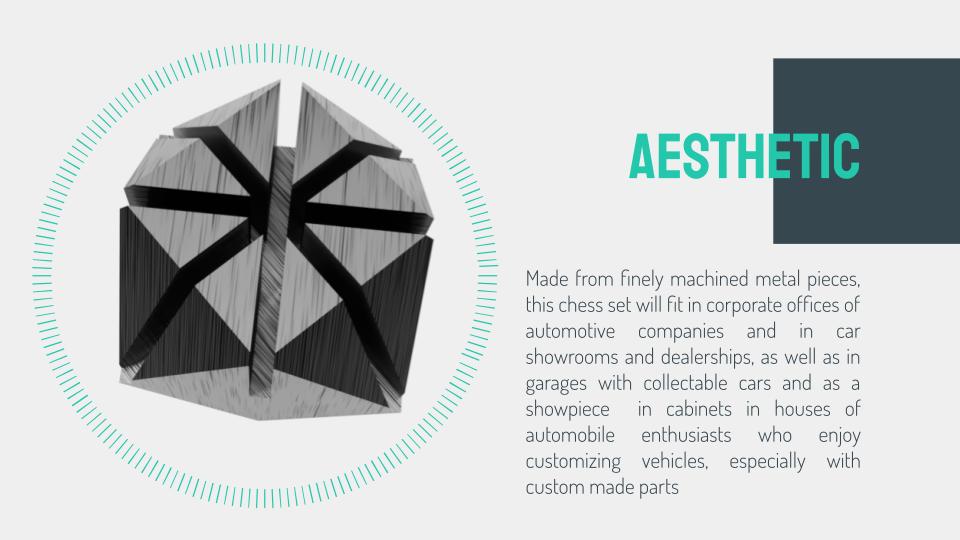 AESTHETIC
Made from finely machined metal pieces,
this chess set will fit in corporate offices of
automotive companies and in car
showrooms and dealerships, as well as in
garages with collectable cars and as a
showpiece in cabinets in houses of
automobile enthusiasts who enjoy
customizing vehicles, especially with
custom made parts